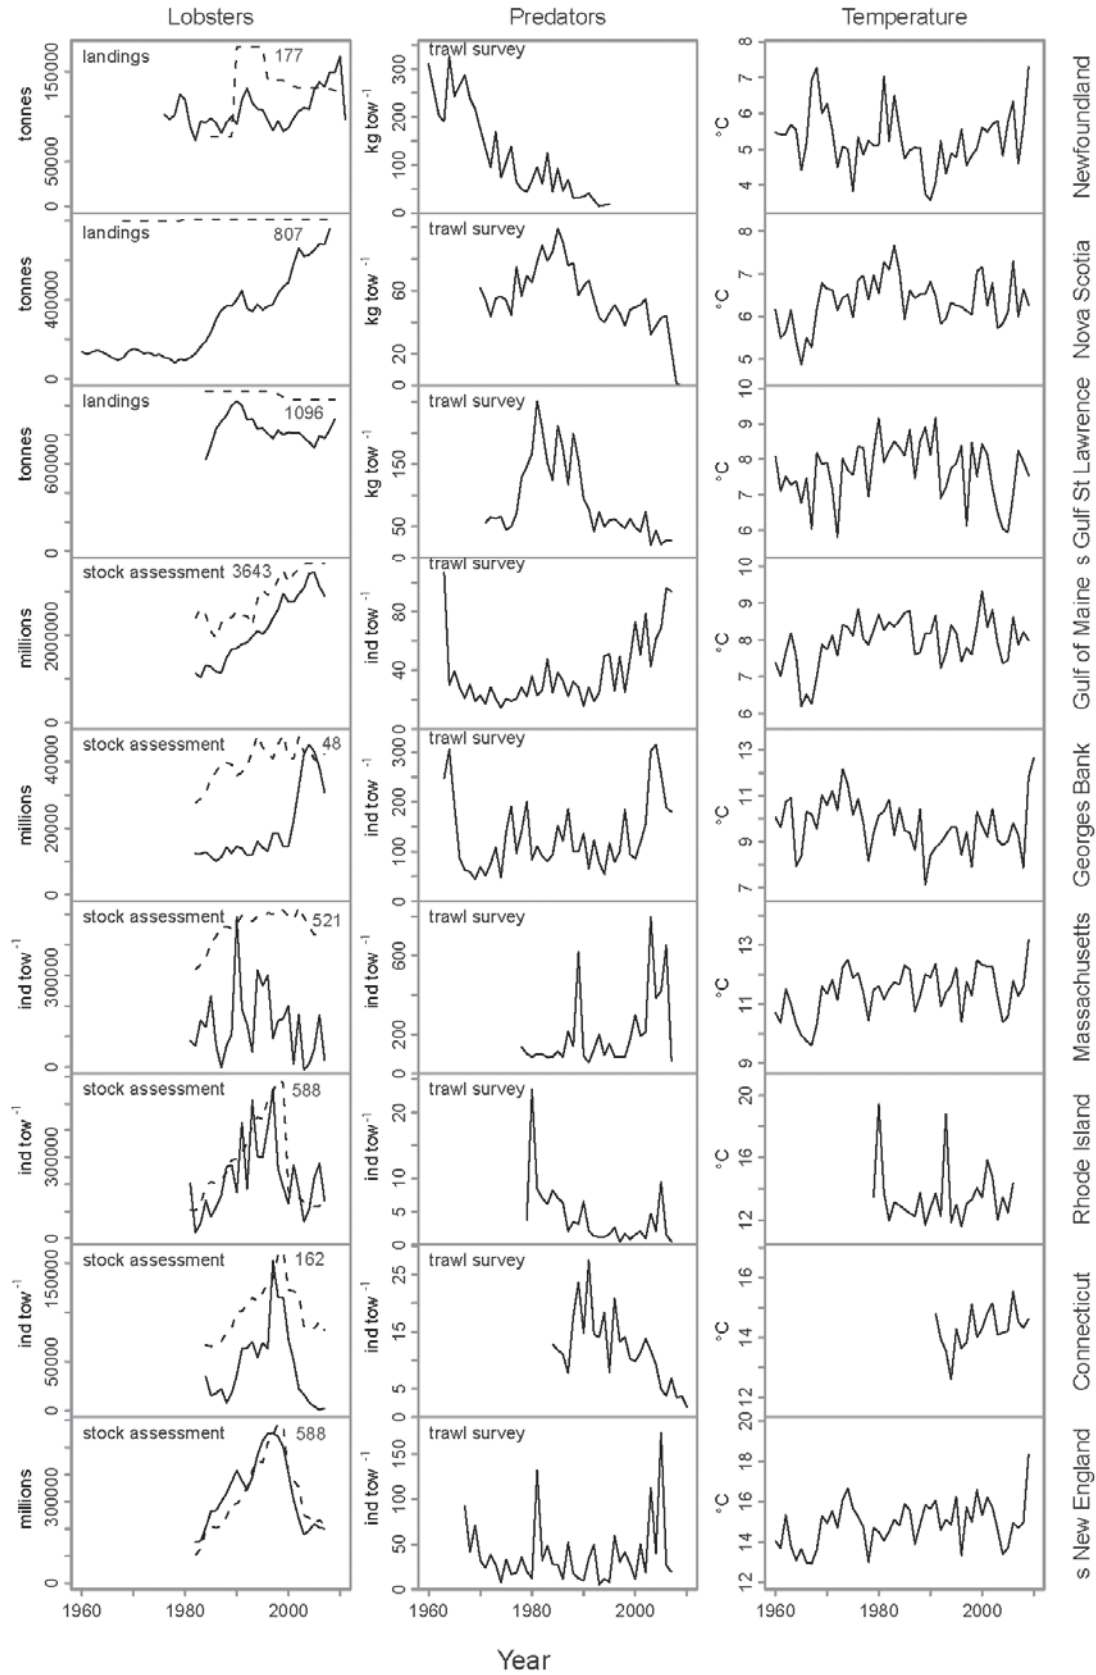 Lobsters
Predators
Temperature
landings
177
tonnes
0 50000 150000
trawl survey
kg tow -1
0 100 200 300
°C
4 5 6 7 8
Newfoundland
landings
807
tonnes
0 400000
trawl survey
kg tow -1
0 20 60
°C
5 6 7 8
Nova Scotia
landings
1096
tonnes
0 600000
trawl survey
kg tow -1
0 50 150
°C
6 7 8 9 10
s Gulf St Lawrence
stock assessment 3643
millions
0 2000000
trawl survey
ind tow -1
0 40 80
°C
6 7 8 9 10
Gulf of Maine
stock assessment
48
millions
0 20000 40000
trawl survey
ind tow -1
0 100 200 300
°C
7 9 11 13
Georges Bank
stock assessment
521
ind tow -1
0 300000
trawl survey
ind tow -1
0 200 600
°C
9 11 13
Massachusetts
stock assessment
588
ind tow -1
0 300000
trawl survey
ind tow -1
0 5 10 20
°C
12 16 20
Rhode Island
stock assessment
162
ind tow -1
0 50000 150000
trawl survey
ind tow -1
0 5 15 25
°C
12 14 16
Connecticut
stock assessment
588
millions
0 300000
trawl survey
ind tow -1
0 50 100 150
°C
12 14 16 18 20
s New England
1960 1980 2000
1960 1980 2000
1960 1980 2000
Year